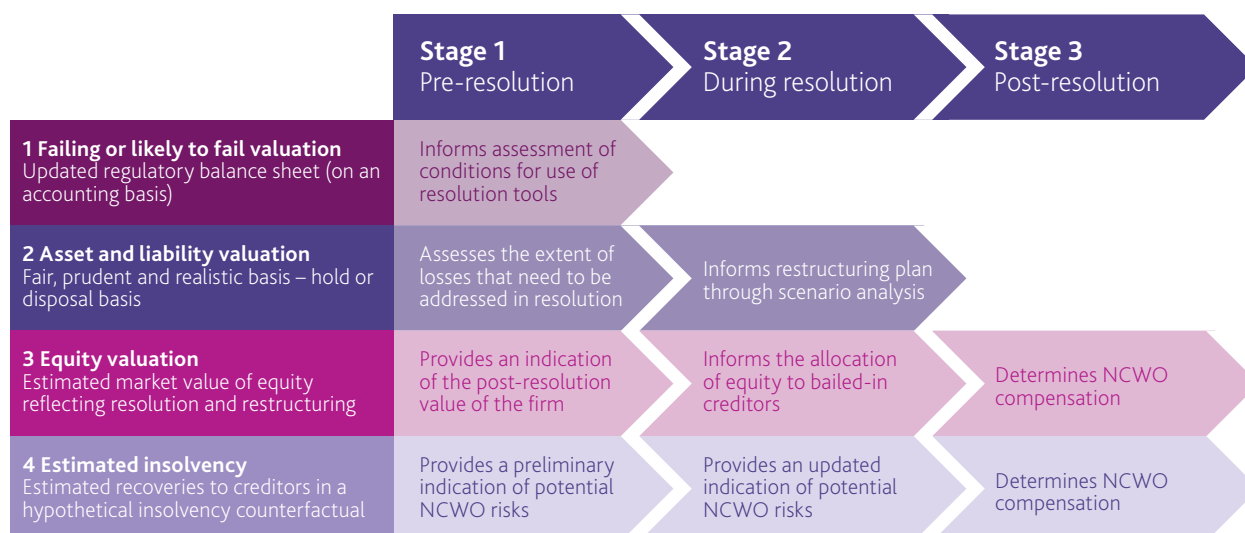 Stage 1
Pre-resolution
Stage 2
During resolution
Stage 3
Post-resolution
1 Failing or likely to fail valuation
Updated regulatory balance sheet (on an
accounting basis)
Informs assessment of
conditions for use of
resolution tools
2 Asset and liability valuation
Fair, prudent and realistic basis – hold or
disposal basis
Assesses the extent of
losses that need to be
addressed in resolution
Informs restructuring plan
through scenario analysis
3 Equity valuation
Estimated market value of equity
reflecting resolution and restructuring
Provides an indication
of the post-resolution
value of the firm
Informs the allocation
of equity to bailed-in
creditors
Determines NCWO
compensation
4 Estimated insolvency
Estimated recoveries to creditors in a
hypothetical insolvency counterfactual
Provides a preliminary
indication of potential
NCWO risks
Provides an updated
indication of potential
NCWO risks
Determines NCWO
compensation